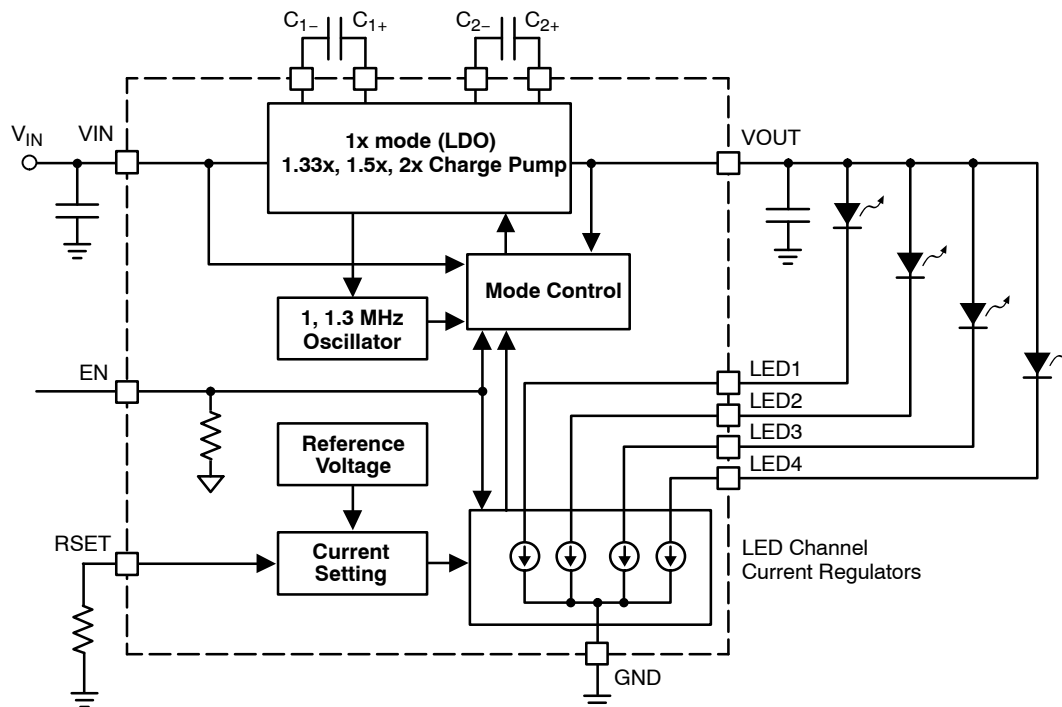 C1− C1+ C2− C2+
VIN VIN VOUT
1x mode (LDO)
1.33x, 1.5x, 2x Charge Pump
Mode Control
1, 1.3 MHz
Oscillator
EN
LED1
LED2
LED3
LED4
Reference
Voltage
RSET
Current
Setting
LED Channel
Current Regulators
GND